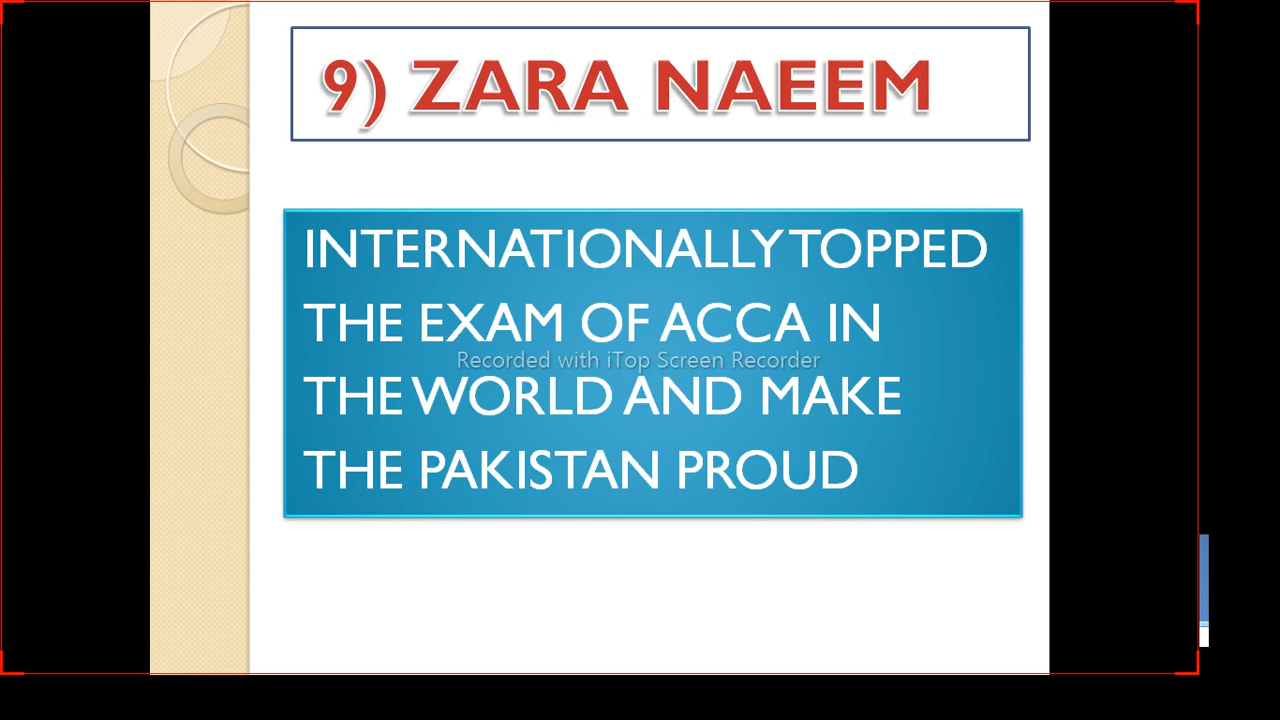 9) ZARA NAEEM
INTERNATIONALLY TOPPED
THE EXAM OF ACCA IN
Recorded with iTop Screen Recorder
THE WORLD AND MAKE
THE PAKISTAN PROUD